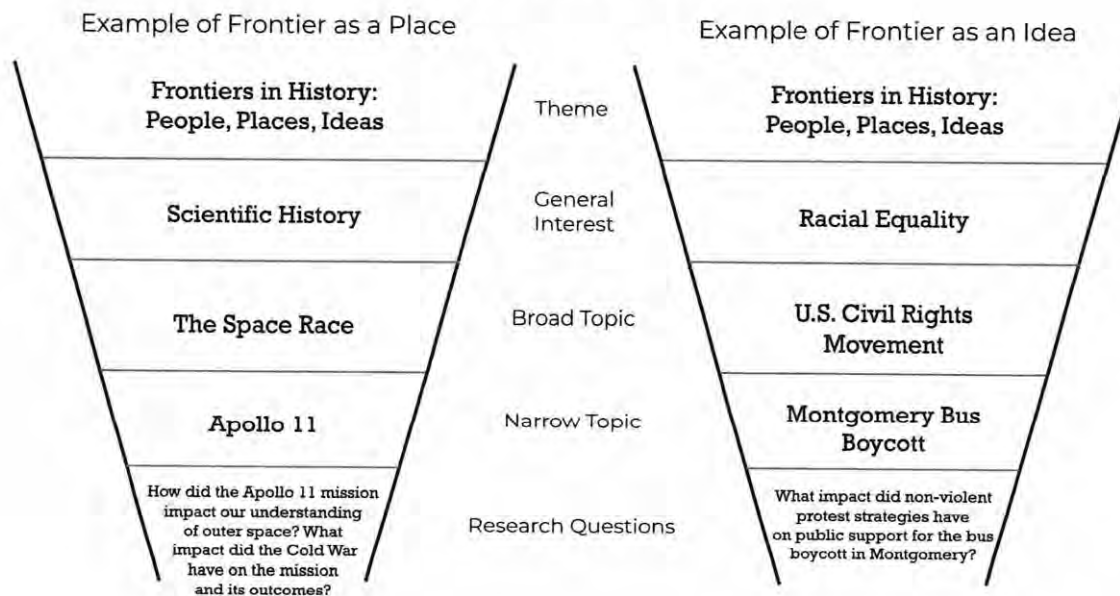 Example of Frontier as a Place
Frontiers in History:
People, Places, Ideas
Scientific History
The Space Race
Apollo 11
How did the Apollo 11 mission
impact our understanding
of outer space? What
impact did the Cold War
have on the mission
and its outcomes?
Theme
General
Interest
Broad Topic
Narrow Topic
Research Questions
Example of Frontier as an Idea
Frontiers in History:
People, Places, Ideas
Racial Equality
U.S. Civil Rights
Movement
Montgomery Bus
Boycott
What impact did non-violent
protest strategies have
on public support for the bus
boycott in Montgomery?